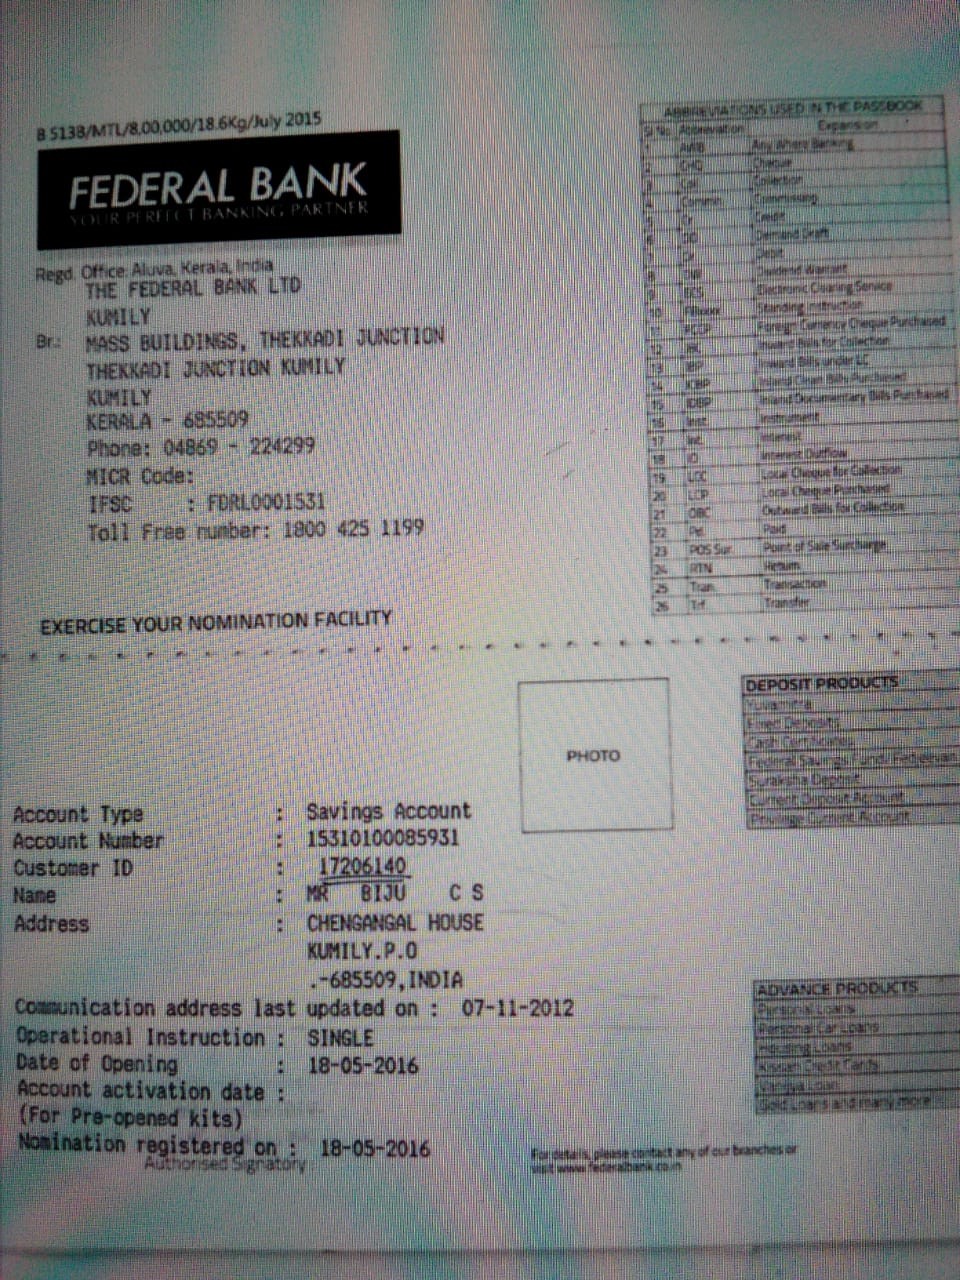 B 5138/MTL/8,00,000/18.6Kg/July 2015
FEDERAL BANK
YOUR PERFECT BANKING PARTNER
Regd. Office: Aluva, Kerala, India
THE FEDERAL BANK LTD
KUMILY
Br.: MASS BUILDINGS, THEKKADI JUNCTION
THEKKADI JUNCTION KUMILY
KUMILY
KERALA - 685509
Phone: 04869 - 224299
MICR Code:
IFSC : FDRL0001531
Toll Free number: 1800 425 1199
EXERCISE YOUR NOMINATION FACILITY
ABBREVIATIONS USED IN THE PASSBOOK
Sl No. Abbreviation Expansion
1 AWB Any Where Banking
2 CHQ Cheque
3 Col Collection
4 Commn. Commission
5 Cr Credit
6 DD Demand Draft
7 Dr Debit
8 DW Dividend Warrant
9 ECS Electronic Clearing Service
10 Standing Instruction
11 FCCP Foreign Currency Cheque Purchased
12 IBC Inward Bills for Collection
13 IBP Inward Bills under LC
14 ICBP Inland Clean Bills Purchased
15 IDBP Inland Documentary Bills Purchased
16 Inst. Instrument
17 Int. Interest
18 IO Interest Outflow
19 LCC Local Cheque for Collection
20 LCP Local Cheque Purchased
21 OBC Outward Bills for Collection
22 Pd. Paid
23 POS Sur. Point of Sale Surcharge
24 RTN Return
25 Tran. Transaction
26 Trf Transfer
PHOTO
DEPOSIT PRODUCTS
Yuvamitra
Fixed Deposits
Cash Certificates
Federal Savings Fund/
Suraksha Deposit
Current Deposit Account
Privilege Current Account
Account Type : Savings Account
Account Number : 15310100085931
Customer ID : 17206140
Name : MR BIJU C S
Address : CHENGANGAL HOUSE
KUMILY.P.O
.-685509,INDIA
Communication address last updated on : 07-11-2012
Operational Instruction : SINGLE
Date of Opening : 18-05-2016
Account activation date :
(For Pre-opened kits)
Nomination registered on : 18-05-2016
Authorised Signatory
ADVANCE PRODUCTS
Personal Loans
Personal Car Loans
Housing Loans
Kissan Credit Cards
Vanijya Loan
Gold Loans and many more
For details, please contact any of our branches or
visit www.federalbank.co.in